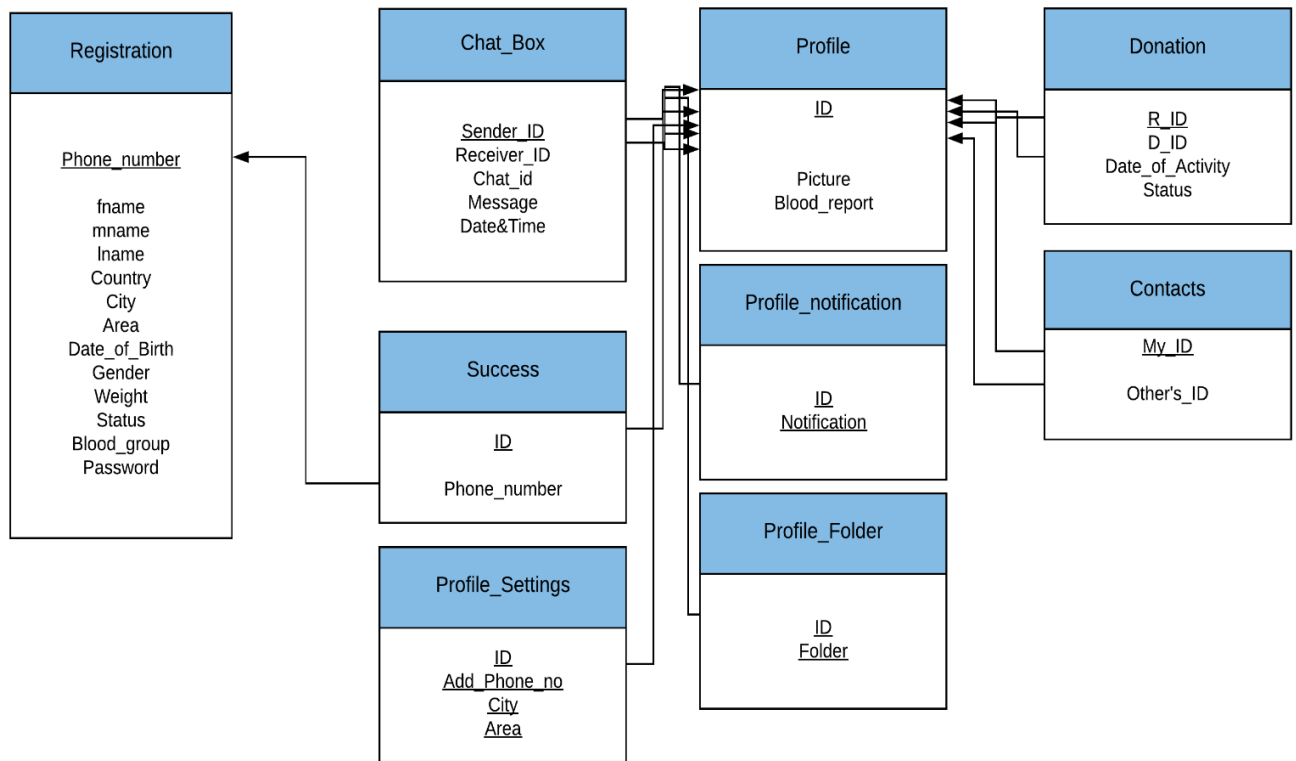 Registration
Phone_number
fname
mname
lname
Country
City
Area
Date_of_Birth
Gender
Weight
Status
Blood_group
Password
Chat_Box
Sender_ID
Receiver_ID
Chat_id
Message
Date&Time
Success
ID
Phone_number
Profile_Settings
ID
Add_Phone_no
City
Area
Profile
ID
Picture
Blood_report
Profile_notification
ID
Notification
Profile_Folder
ID
Folder
Donation
R_ID
D_ID
Date_of_Activity
Status
Contacts
My_ID
Other's_ID